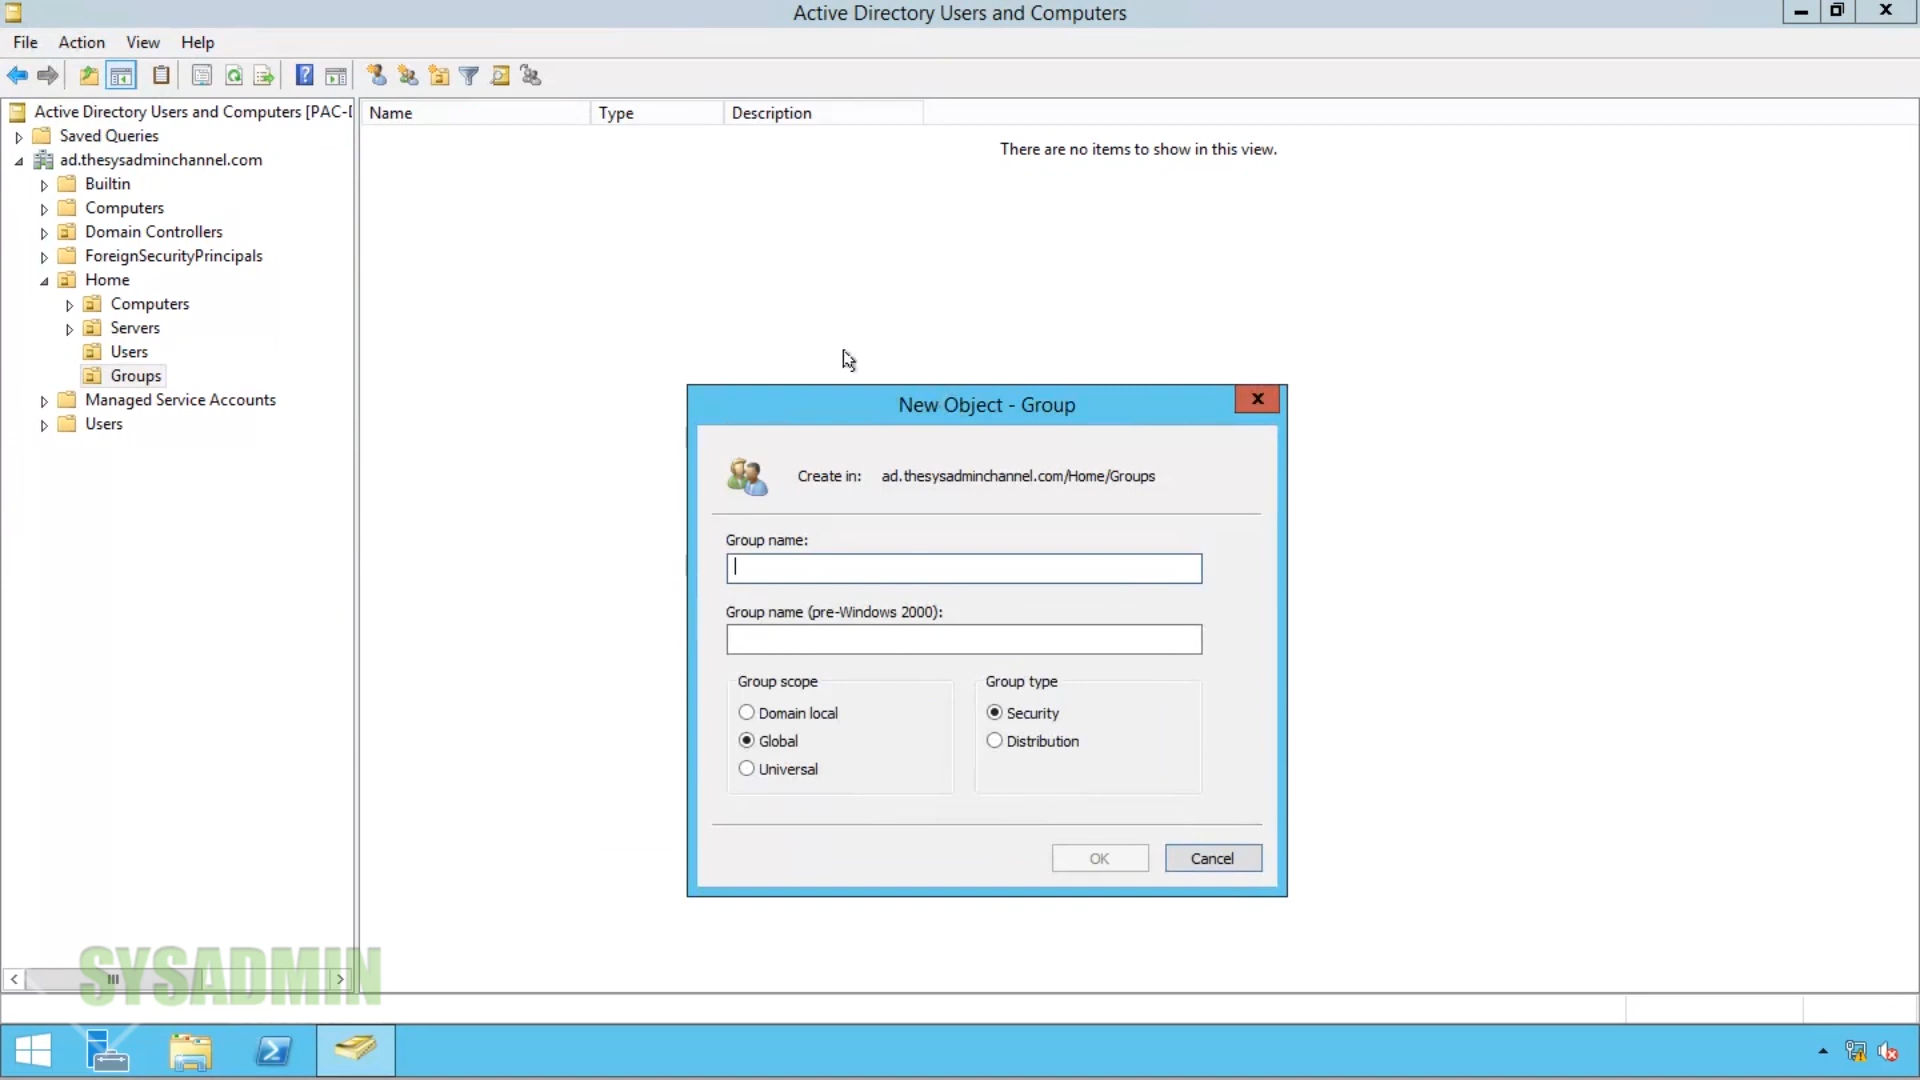 Active Directory Users and Computers
File Action View Help
Active Directory Users and Computers [PAC-D
Name Type Description
Saved Queries
There are no items to show in this view.
ad.thesysadminchannel.com
Builtin
Computers
Domain Controllers
ForeignSecurityPrincipals
Home
Computers
Servers
Users
Groups
Managed Service Accounts
Users
New Object - Group
x
Create in: ad.thesysadminchannel.com/Home/Groups
Group name:
Group name (pre-Windows 2000):
Group scope
Domain local
Global
Universal
Group type
Security
Distribution
OK
Cancel
SYSADMIN